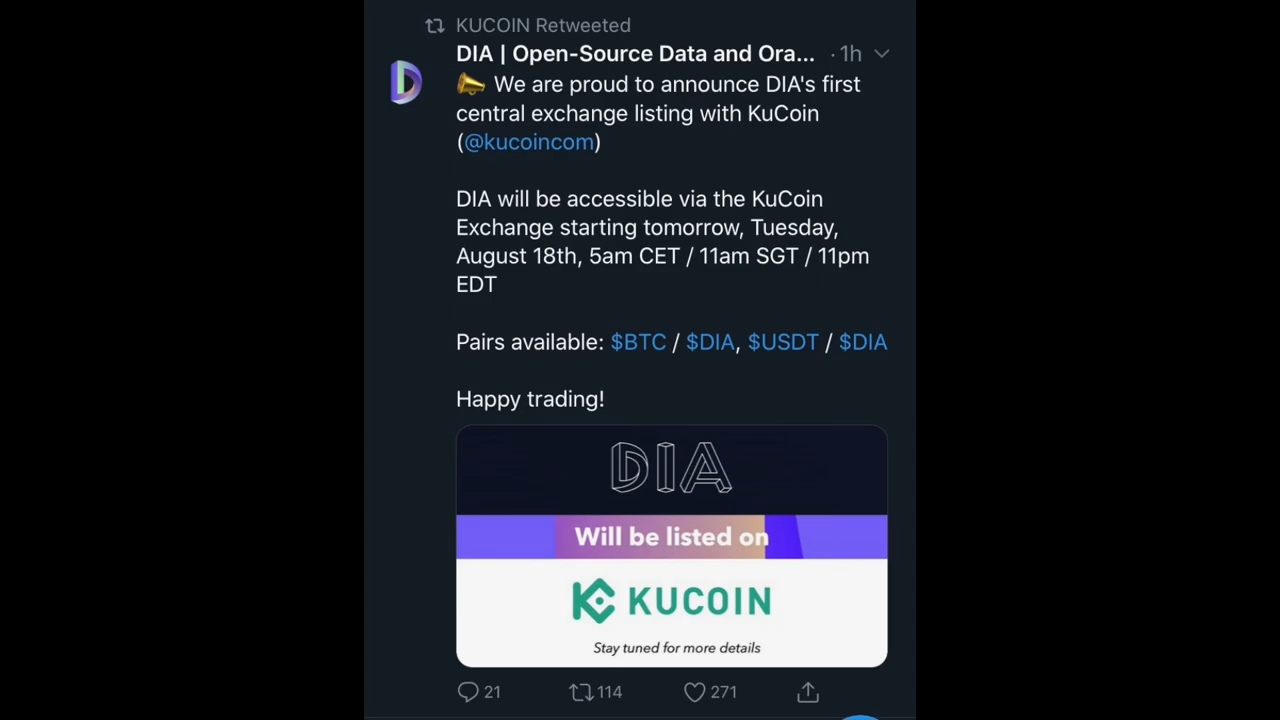 KUCOIN Retweeted
DIA | Open-Source Data and Ora... · 1h
We are proud to announce DIA's first
central exchange listing with KuCoin
(@kucoincom)
DIA will be accessible via the KuCoin
Exchange starting tomorrow, Tuesday,
August 18th, 5am CET / 11am SGT / 11pm
EDT
Pairs available: $BTC / $DIA, $USDT / $DIA
Happy trading!
DIA
Will be listed on
KUCOIN
Stay tuned for more details
21 114 271